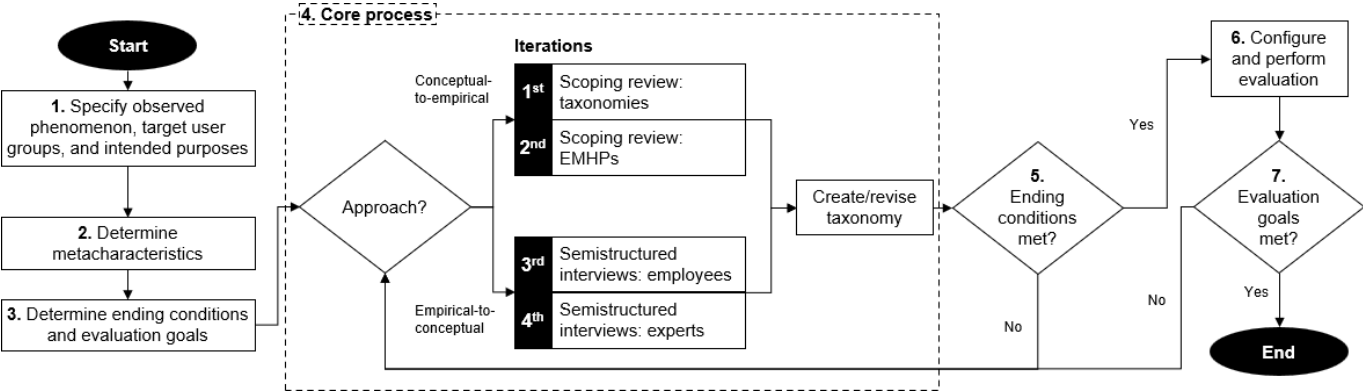 Start
1. Specify observed
phenomenon, target user
groups, and intended purposes
2. Determine
metacharacteristics
3. Determine ending conditions
and evaluation goals
4. Core process
Approach?
Conceptual-
to-empirical
Empirical-to-
conceptual
Iterations
1st
Scoping review:
taxonomies
2nd
Scoping review:
EMHPs
3rd
Semistructured
interviews: employees
4th
Semistructured
interviews: experts
Create/revise
taxonomy
5.
Ending
conditions
met?
Yes
No
6. Configure
and perform
evaluation
7.
Evaluation
goals
met?
No
Yes
End